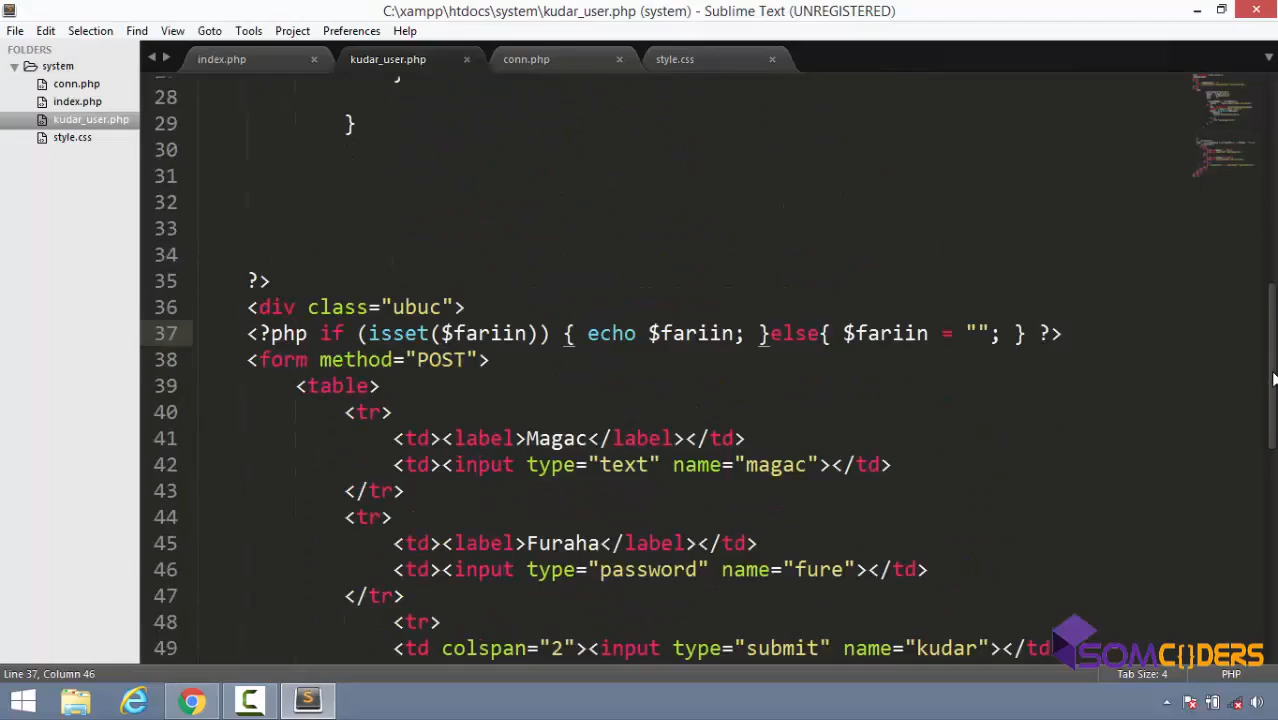 C:\xampp\htdocs\system\kudar_user.php (system) - Sublime Text (UNREGISTERED)
File Edit Selection Find View Goto Tools Project Preferences Help
FOLDERS
system
conn.php
index.php
kudar_user.php
style.css
index.php kudar_user.php conn.php style.css
28
29 }
30
31
32
33
34
35 ?>
36 <div class="ubuc">
37 <?php if (isset($fariin)) { echo $fariin; }else{ $fariin = ""; } ?>
38 <form method="POST">
39 <table>
40 <tr>
41 <td><label>Magac</label></td>
42 <td><input type="text" name="magac"></td>
43 </tr>
44 <tr>
45 <td><label>Furaha</label></td>
46 <td><input type="password" name="fure"></td>
47 </tr>
48 <tr>
49 <td colspan="2"><input type="submit" name="kudar"></td
SOMC{}DERS
Line 37, Column 46
Tab Size: 4
PHP